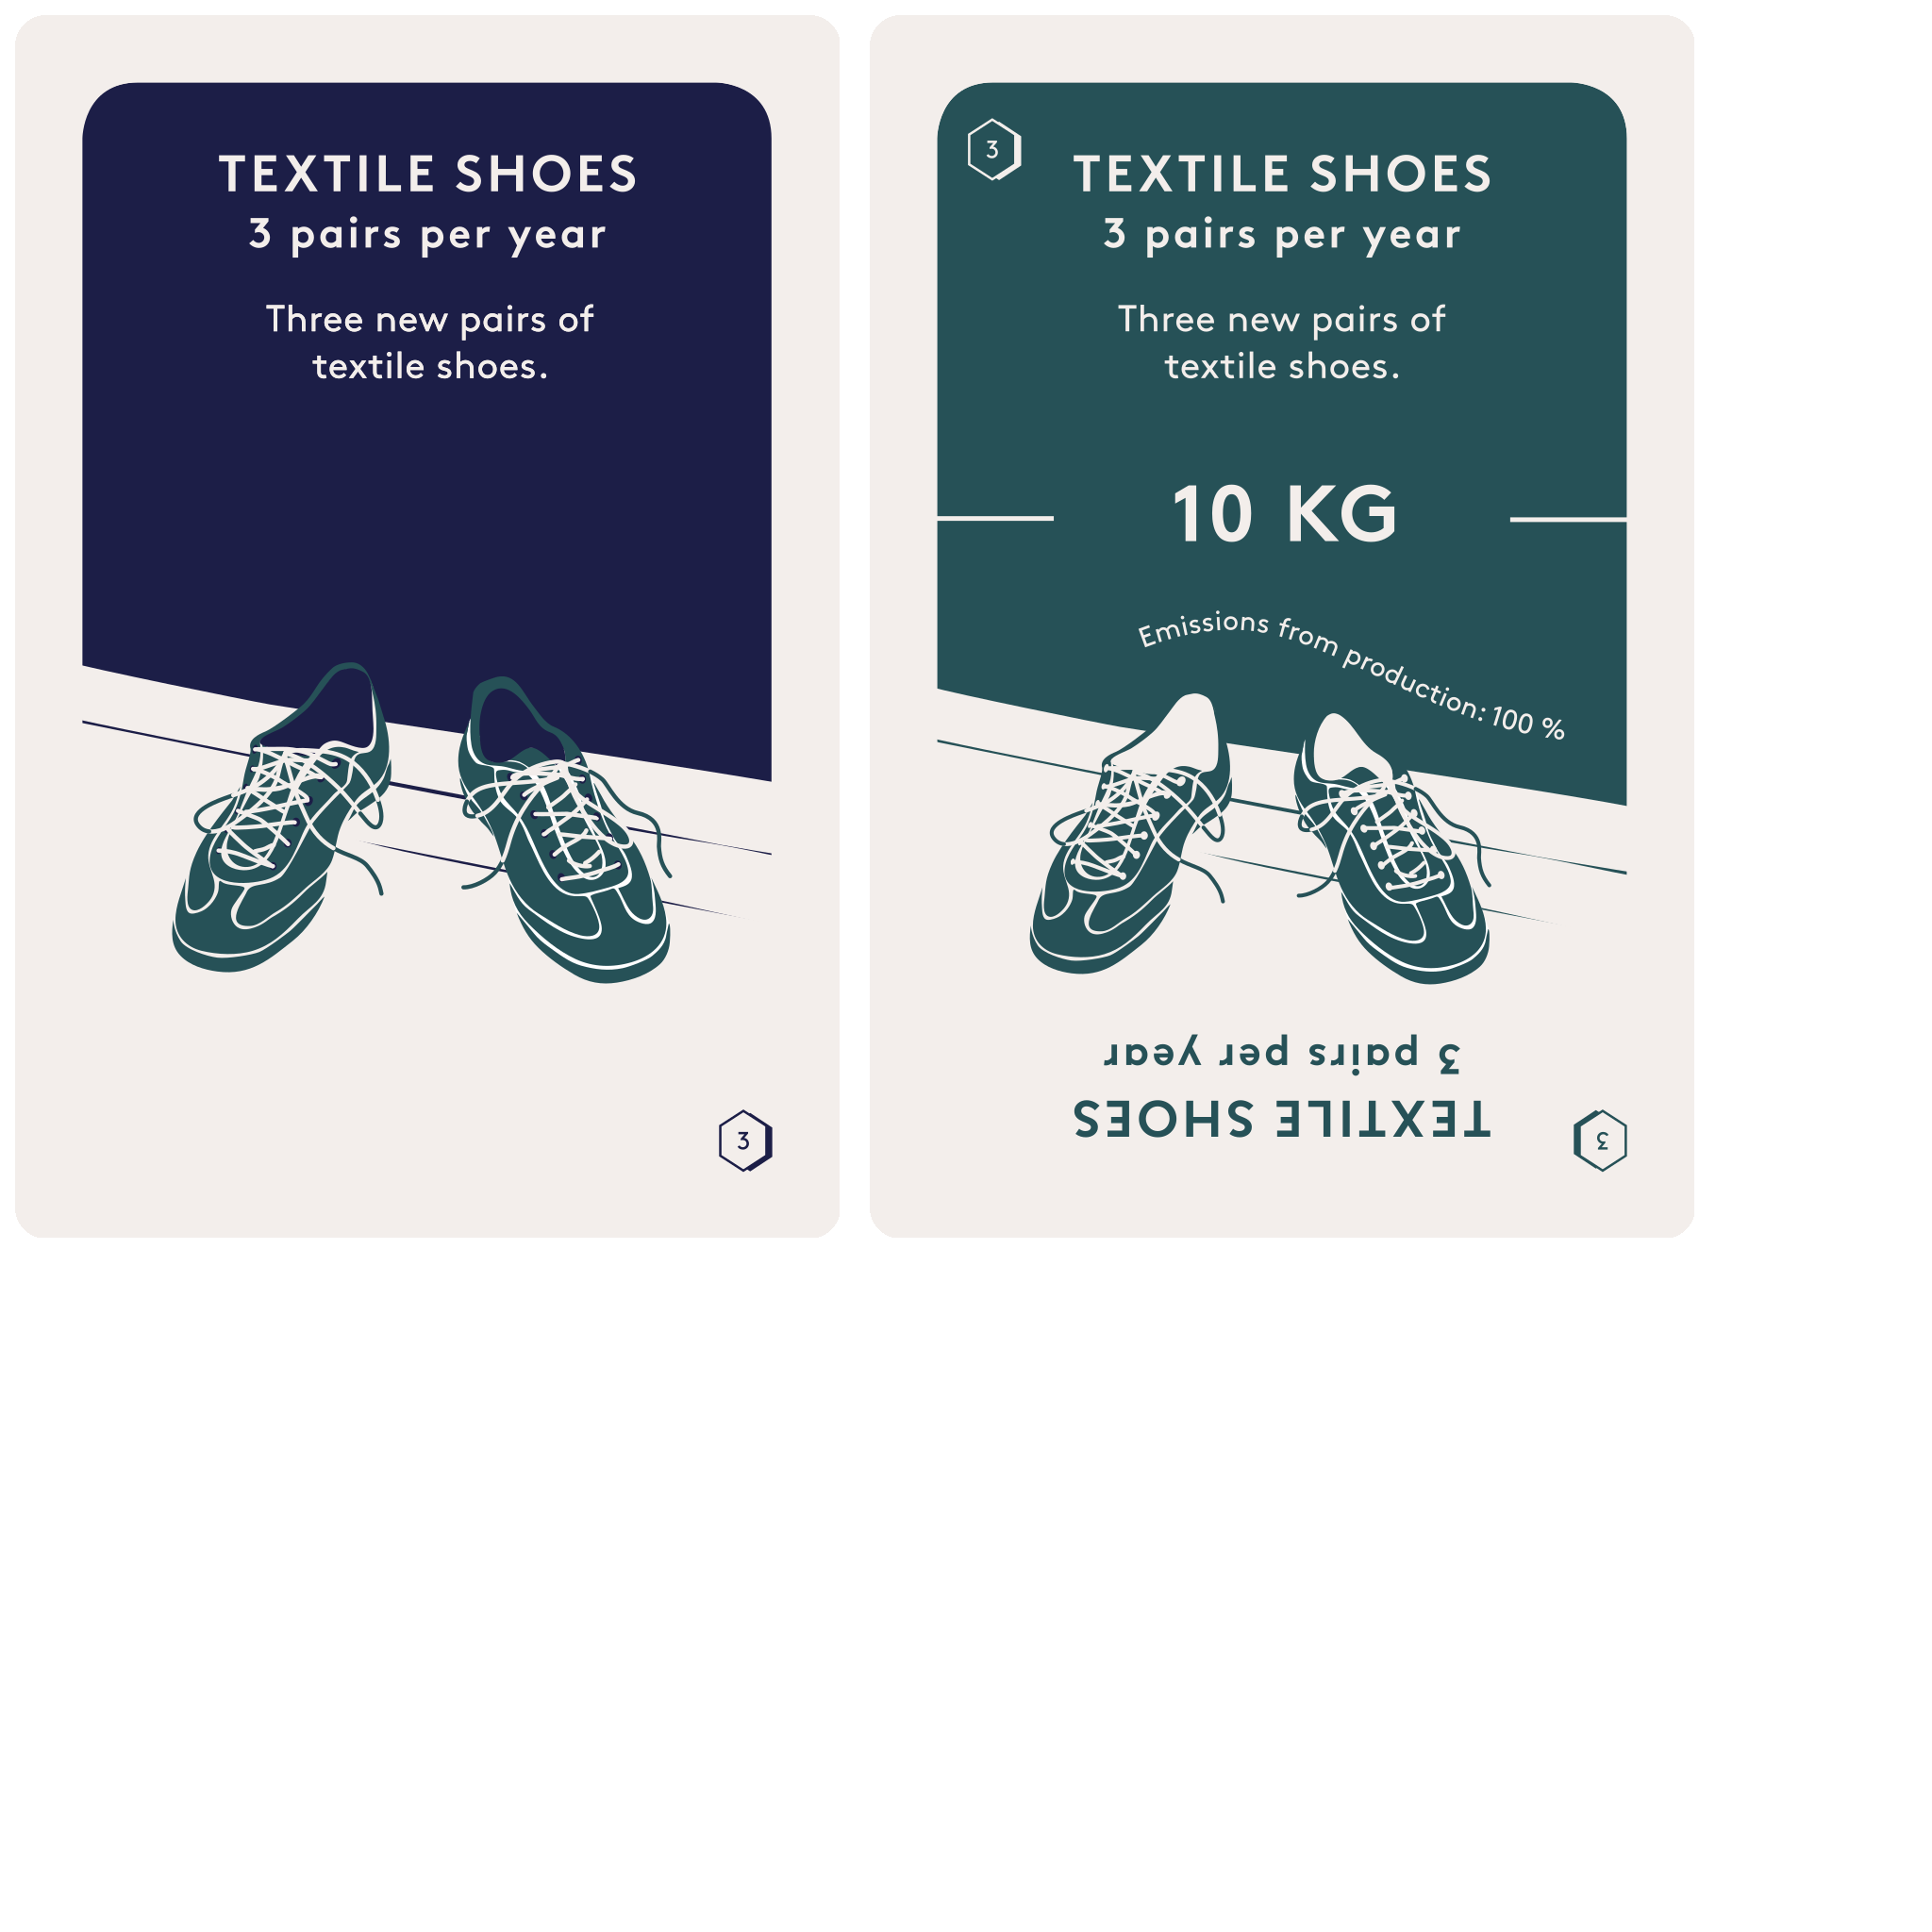 TEXTILE SHOES
3 pairs per year
Three new pairs of
textile shoes.
3
3
TEXTILE SHOES
3 pairs per year
Three new pairs of
textile shoes.
10 KG
Emissions from production: 100 %
3 pairs per year
TEXTILE SHOES
3